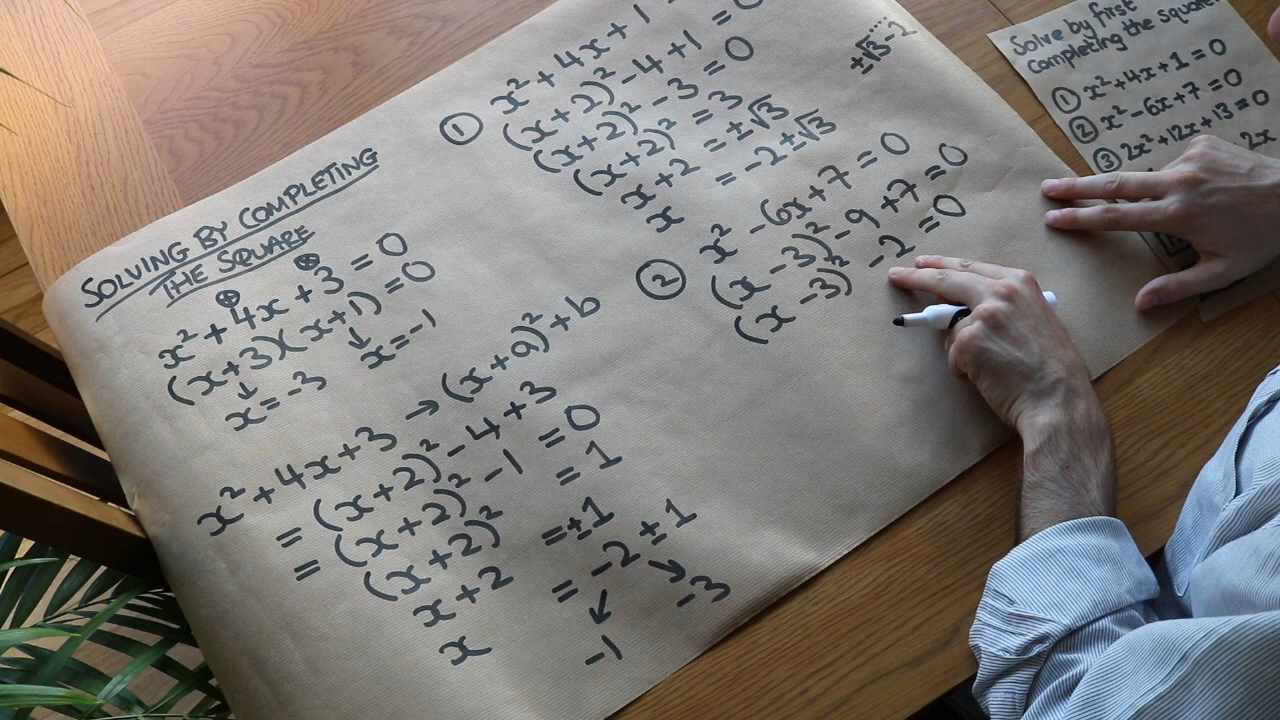 SOLVING BY COMPLETING
THE SQUARE
⊕ ⊗
x² + 4x + 3 = 0
(x+3)(x+1) = 0
↓ ↓
x = -3 x = -1
x² + 4x + 3 → (x + a)² + b
= (x + 2)² - 4 + 3
= (x + 2)² - 1 = 0
(x + 2)² = 1
x + 2 = ±1
x = -2 ± 1
↙ ↘
-1 -3
① x² + 4x + 1 = 0
(x + 2)² - 4 + 1 = 0
(x + 2)² - 3 = 0
(x + 2)² = 3
x + 2 = ±√3
x = -2 ± √3
±√3 - 2
② x² - 6x + 7 = 0
(x - 3)² - 9 + 7 = 0
(x - 3)² - 2 = 0
Solve by first
completing the square
① x² + 4x + 1 = 0
② x² - 6x + 7 = 0
③ 2x² + 12x + 13 = 0
2x